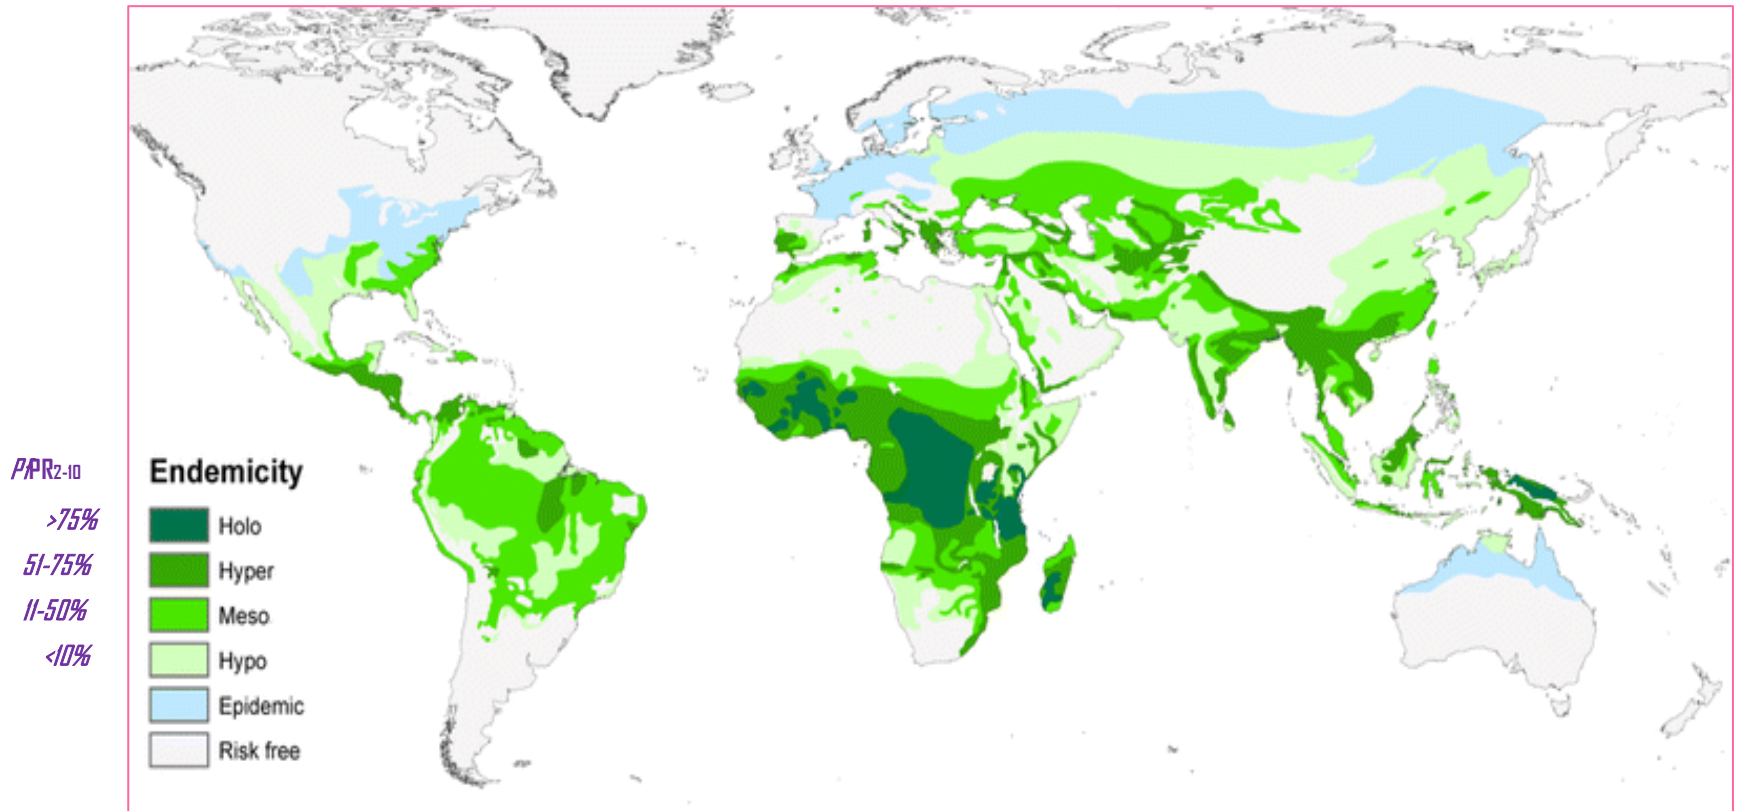 PfPR2-10
>75%
51-75%
11-50%
<10%
Endemicity
Holo
Hyper
Meso
Hypo
Epidemic
Risk free